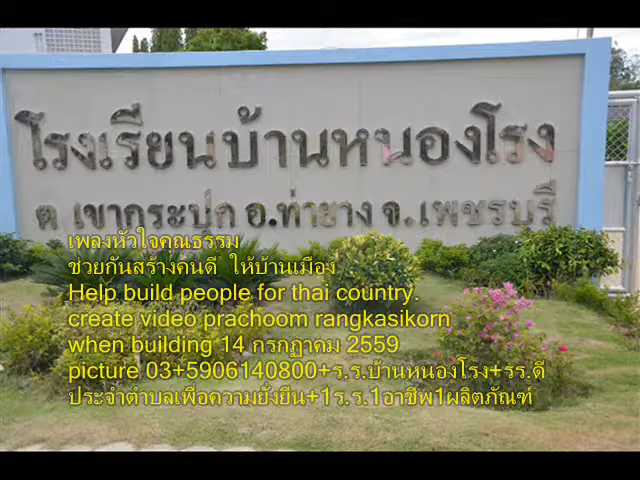 โรงเรียนบ้านหนองโรง
ต.เขากระปุก อ.ท่ายาง จ.เพชรบุรี
เพลงหัวใจคุณธรรม
ช่วยกันสร้างคนดี ให้บ้านเมือง
Help build people for thai country.
create video prachoom rangkasikorn
when building 14 กรกฎาคม 2559
picture 03+5906140800+ร.ร.บ้านหนองโรง+รร.ดี
ประจำตำบลเพื่อความยั่งยืน+1ร.ร.1อาชีพ1ผลิตภัณฑ์